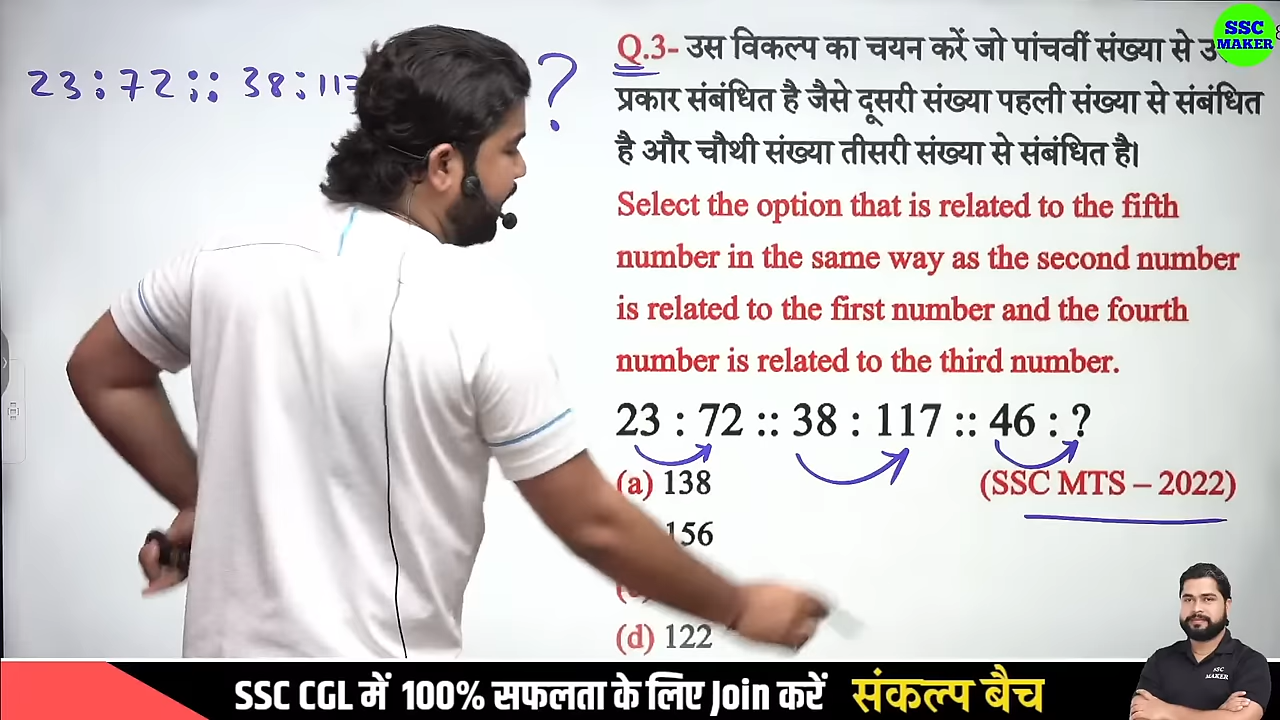 SSC
MAKER
23 : 72 :: 38 : 117
?
Q.3- उस विकल्प का चयन करें जो पांचवीं संख्या से
प्रकार संबंधित है जैसे दूसरी संख्या पहली संख्या से संबंधित
है और चौथी संख्या तीसरी संख्या से संबंधित है।
Select the option that is related to the fifth
number in the same way as the second number
is related to the first number and the fourth
number is related to the third number.
23 : 72 :: 38 : 117 :: 46 : ?
(a) 138
(SSC MTS – 2022)
156
(d) 122
SSC
MAKER
SSC CGL में 100% सफलता के लिए Join करें संकल्प बैच